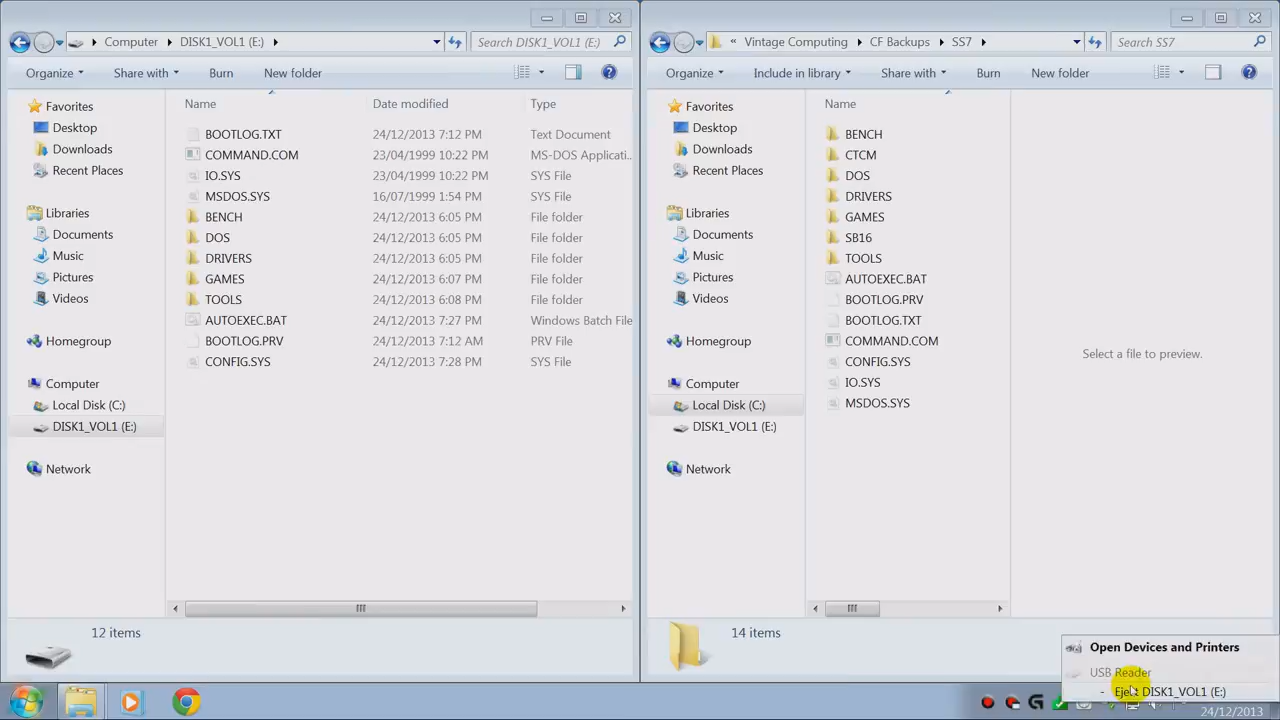 Computer DISK1_VOL1 (E:) Search DISK1_VOL1 (E:)
Organize Share with Burn New folder
Favorites
Desktop
Downloads
Recent Places
Libraries
Documents
Music
Pictures
Videos
Homegroup
Computer
Local Disk (C:)
DISK1_VOL1 (E:)
Network
Name Date modified Type
BOOTLOG.TXT 24/12/2013 7:12 PM Text Document
COMMAND.COM 23/04/1999 10:22 PM MS-DOS Applicati...
IO.SYS 23/04/1999 10:22 PM SYS File
MSDOS.SYS 16/07/1999 1:54 PM SYS File
BENCH 24/12/2013 6:05 PM File folder
DOS 24/12/2013 6:05 PM File folder
DRIVERS 24/12/2013 6:05 PM File folder
GAMES 24/12/2013 6:07 PM File folder
TOOLS 24/12/2013 6:08 PM File folder
AUTOEXEC.BAT 24/12/2013 7:27 PM Windows Batch File
BOOTLOG.PRV 24/12/2013 7:12 AM PRV File
CONFIG.SYS 24/12/2013 7:28 PM SYS File
12 items
« Vintage Computing CF Backups SS7 Search SS7
Organize Include in library Share with Burn New folder
Favorites
Desktop
Downloads
Recent Places
Libraries
Documents
Music
Pictures
Videos
Homegroup
Computer
Local Disk (C:)
DISK1_VOL1 (E:)
Network
Name
BENCH
CTCM
DOS
DRIVERS
GAMES
SB16
TOOLS
AUTOEXEC.BAT
BOOTLOG.PRV
BOOTLOG.TXT
COMMAND.COM
CONFIG.SYS
IO.SYS
MSDOS.SYS
Select a file to preview.
14 items
Open Devices and Printers
USB Reader
- Eject DISK1_VOL1 (E:)
24/12/2013